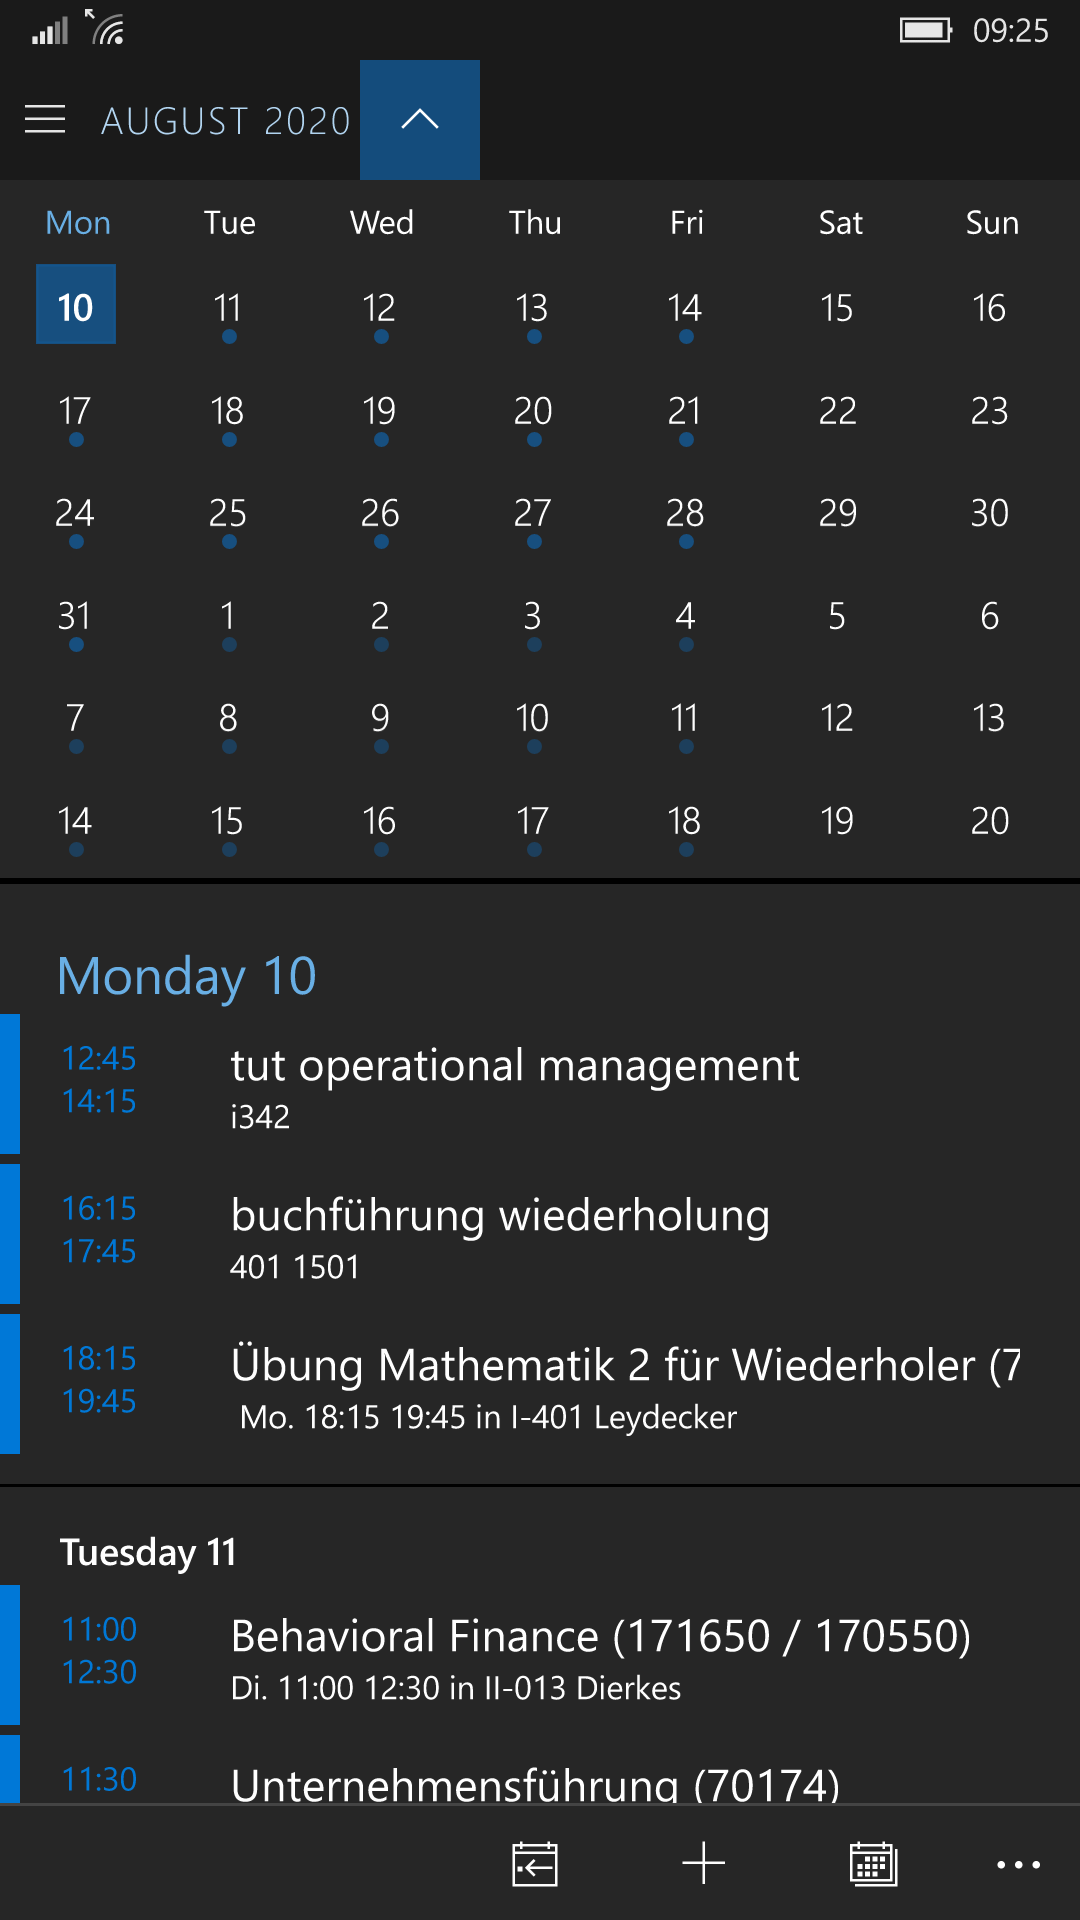 09:25
AUGUST 2020
Mon Tue Wed Thu Fri Sat Sun
10 11 12 13 14 15 16
17 18 19 20 21 22 23
24 25 26 27 28 29 30
31 1 2 3 4 5 6
7 8 9 10 11 12 13
14 15 16 17 18 19 20
Monday 10
12:45 tut operational management
14:15 i342
16:15 buchführung wiederholung
17:45 401 1501
18:15 Übung Mathematik 2 für Wiederholer (7
19:45 Mo. 18:15 19:45 in I-401 Leydecker
Tuesday 11
11:00 Behavioral Finance (171650 / 170550)
12:30 Di. 11:00 12:30 in II-013 Dierkes
11:30 Unternehmensführung (70174)